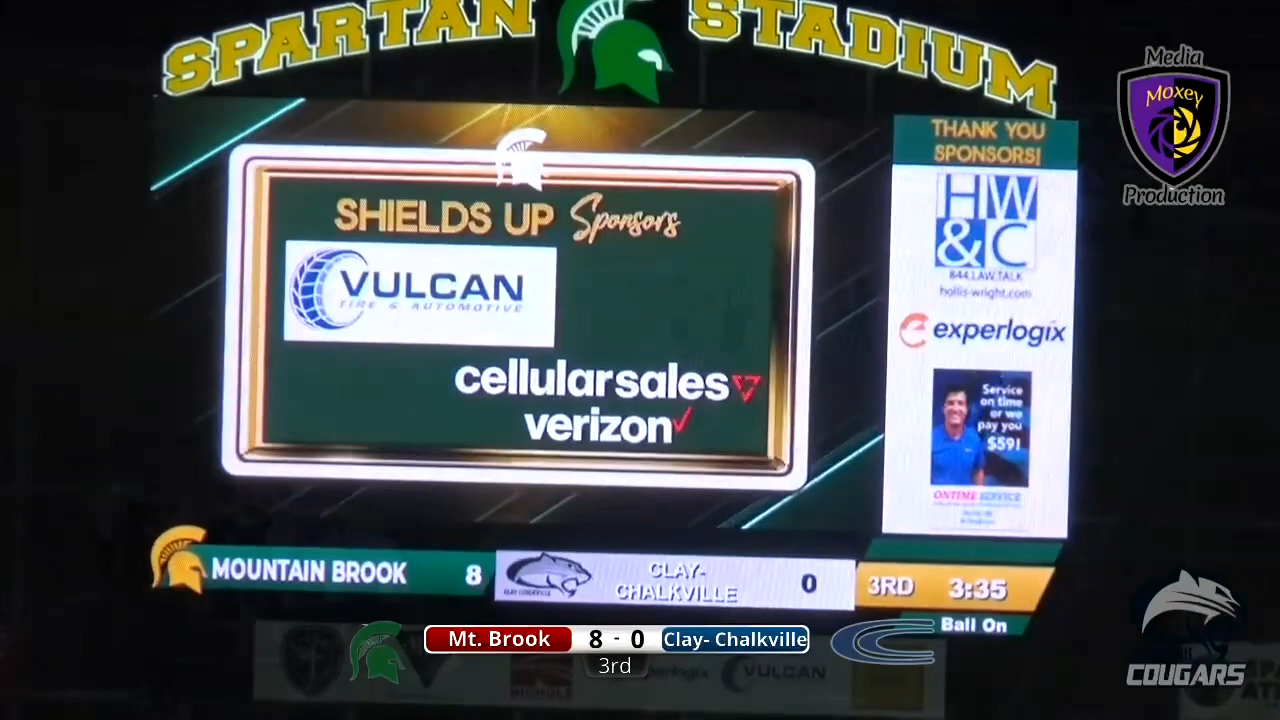 SPARTAN STADIUM
Media
Moxey
Production
THANK YOU
SPONSORS!
SHIELDS UP Sponsors
VULCAN
TIRE & AUTOMOTIVE
cellularsales
verizon
HW
&C
844.LAW.TALK
hollis-wright.com
experlogix
Service
on time
or we
pay you
$59!
ONTIME SERVICE
MOUNTAIN BROOK 8
CLAY-
CHALKVILLE
0
3RD 3:35
Ball On
Mt. Brook 8 - 0 Clay- Chalkville
3rd
VULCAN
COUGARS